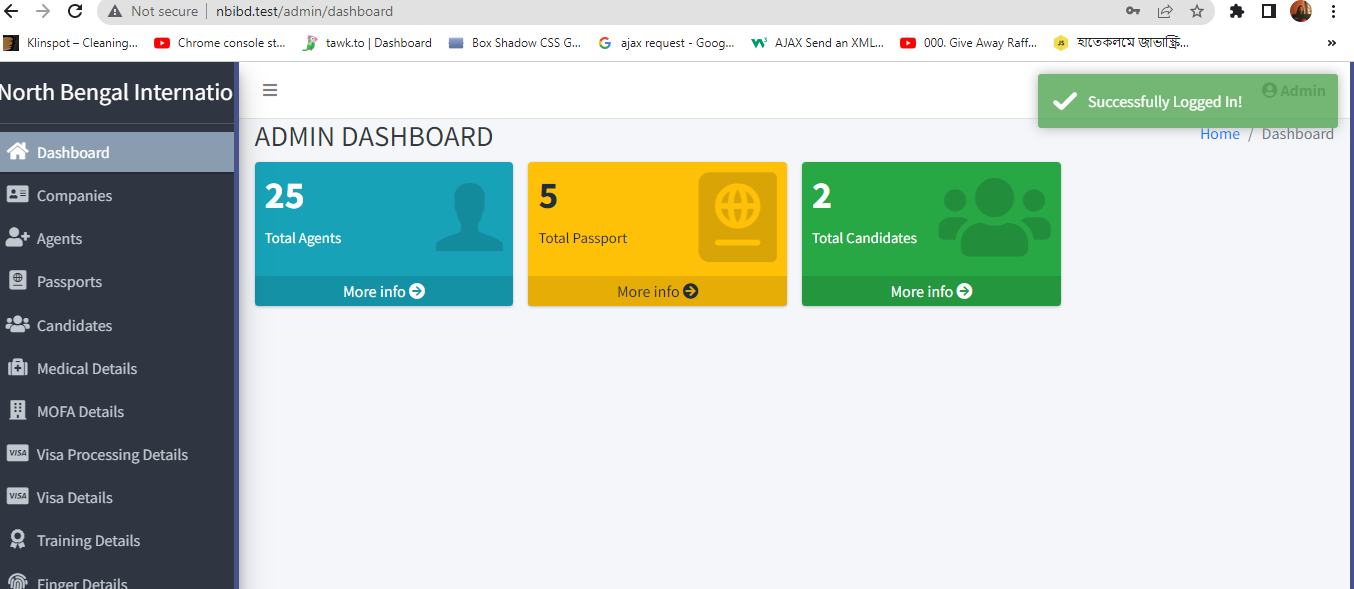 Not secure | nbibd.test/admin/dashboard
Klinspot – Cleaning... Chrome console st... tawk.to | Dashboard Box Shadow CSS G... ajax request - Goog... AJAX Send an XML... 000. Give Away Raff... হাতেকলমে জাভাস্ক্রি... »
North Bengal Internatio
Successfully Logged In!
Admin
ADMIN DASHBOARD
Home / Dashboard
Dashboard
Companies
Agents
Passports
Candidates
Medical Details
MOFA Details
VISA Visa Processing Details
VISA Visa Details
Training Details
Finger Details
25
Total Agents
More info
5
Total Passport
More info
2
Total Candidates
More info